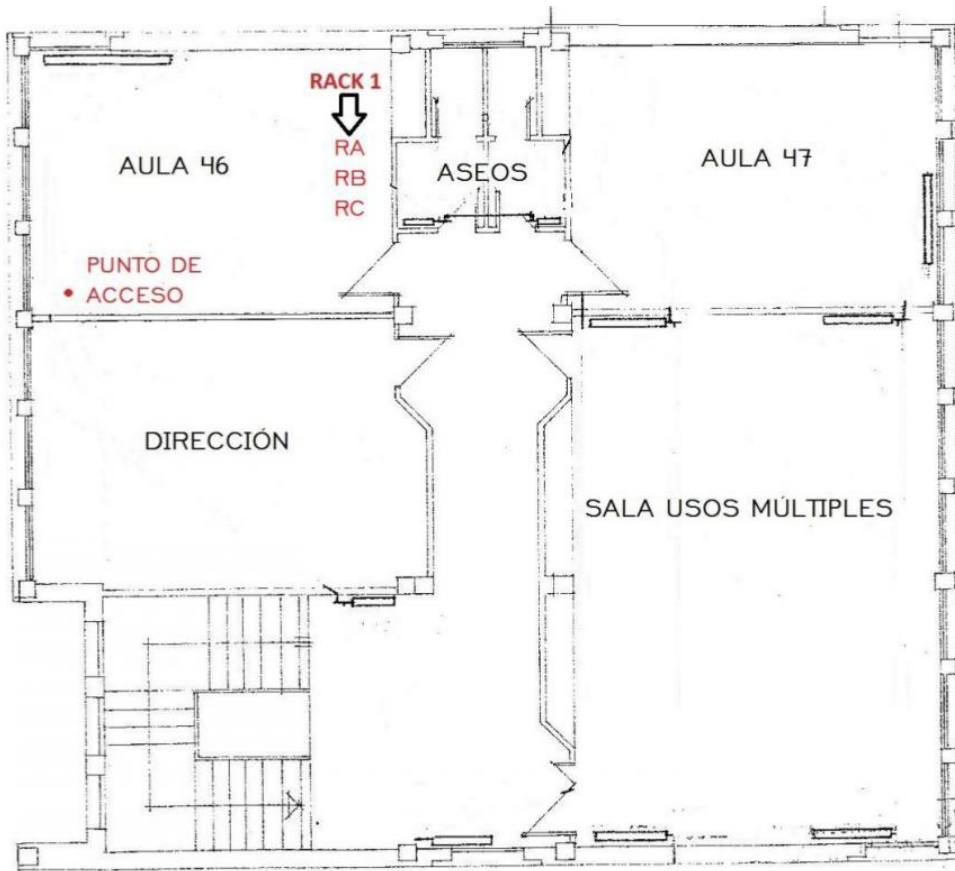 RACK 1
RA
RB
RC
AULA 46
ASEOS
AULA 47
PUNTO DE
ACCESO
DIRECCIÓN
SALA USOS MÚLTIPLES